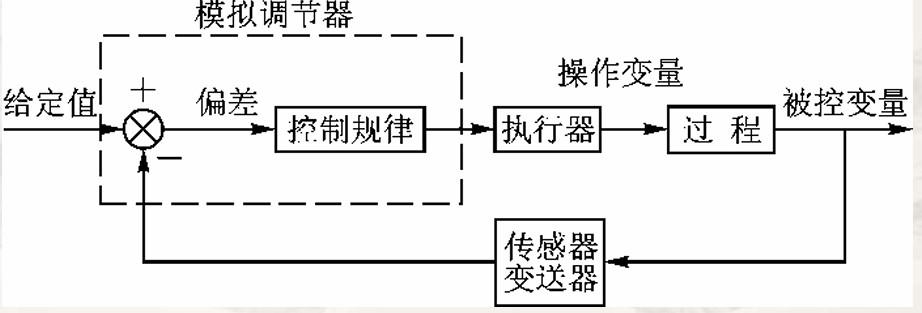 模拟调节器
给定值
+
偏差
控制规律
执行器
操作变量
过程
被控变量
−
传感器
变送器